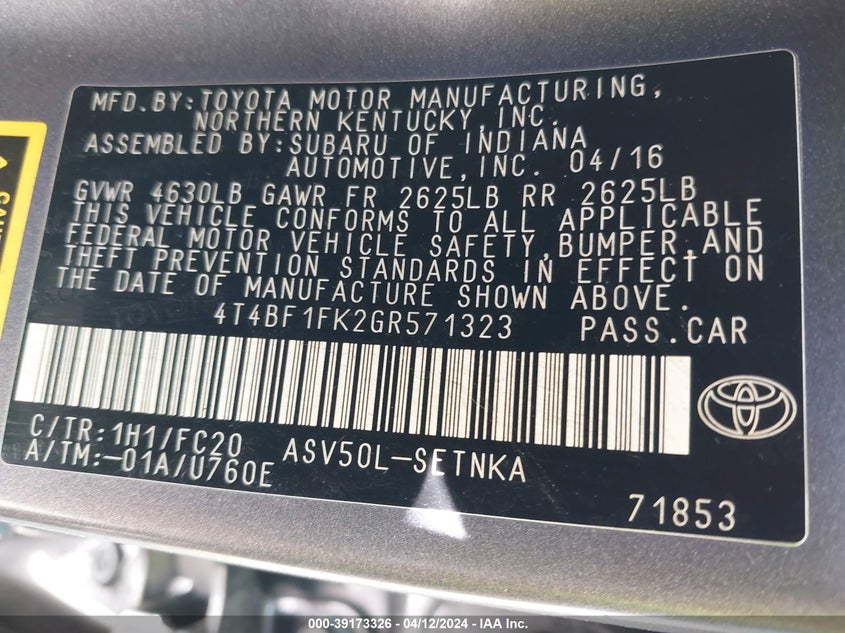 MFD.BY:TOYOTA MOTOR MANUFACTURING,
NORTHERN KENTUCKY,INC.
ASSEMBLED BY:SUBARU OF INDIANA
AUTOMOTIVE,INC. 04/16
GVWR 4630LB GAWR FR 2625LB RR 2625LB
THIS VEHICLE CONFORMS TO ALL APPLICABLE
FEDERAL MOTOR VEHICLE SAFETY,BUMPER,AND
THEFT PREVENTION STANDARDS IN EFFECT ON
THE DATE OF MANUFACTURE SHOWN ABOVE.
4T4BF1FK2GR571323 PASS.CAR
C/TR:1H1/FC20
A/TM:-01A/U760E
ASV50L-SETNKA
71853
000-39173326 - 04/12/2024 - IAA Inc.